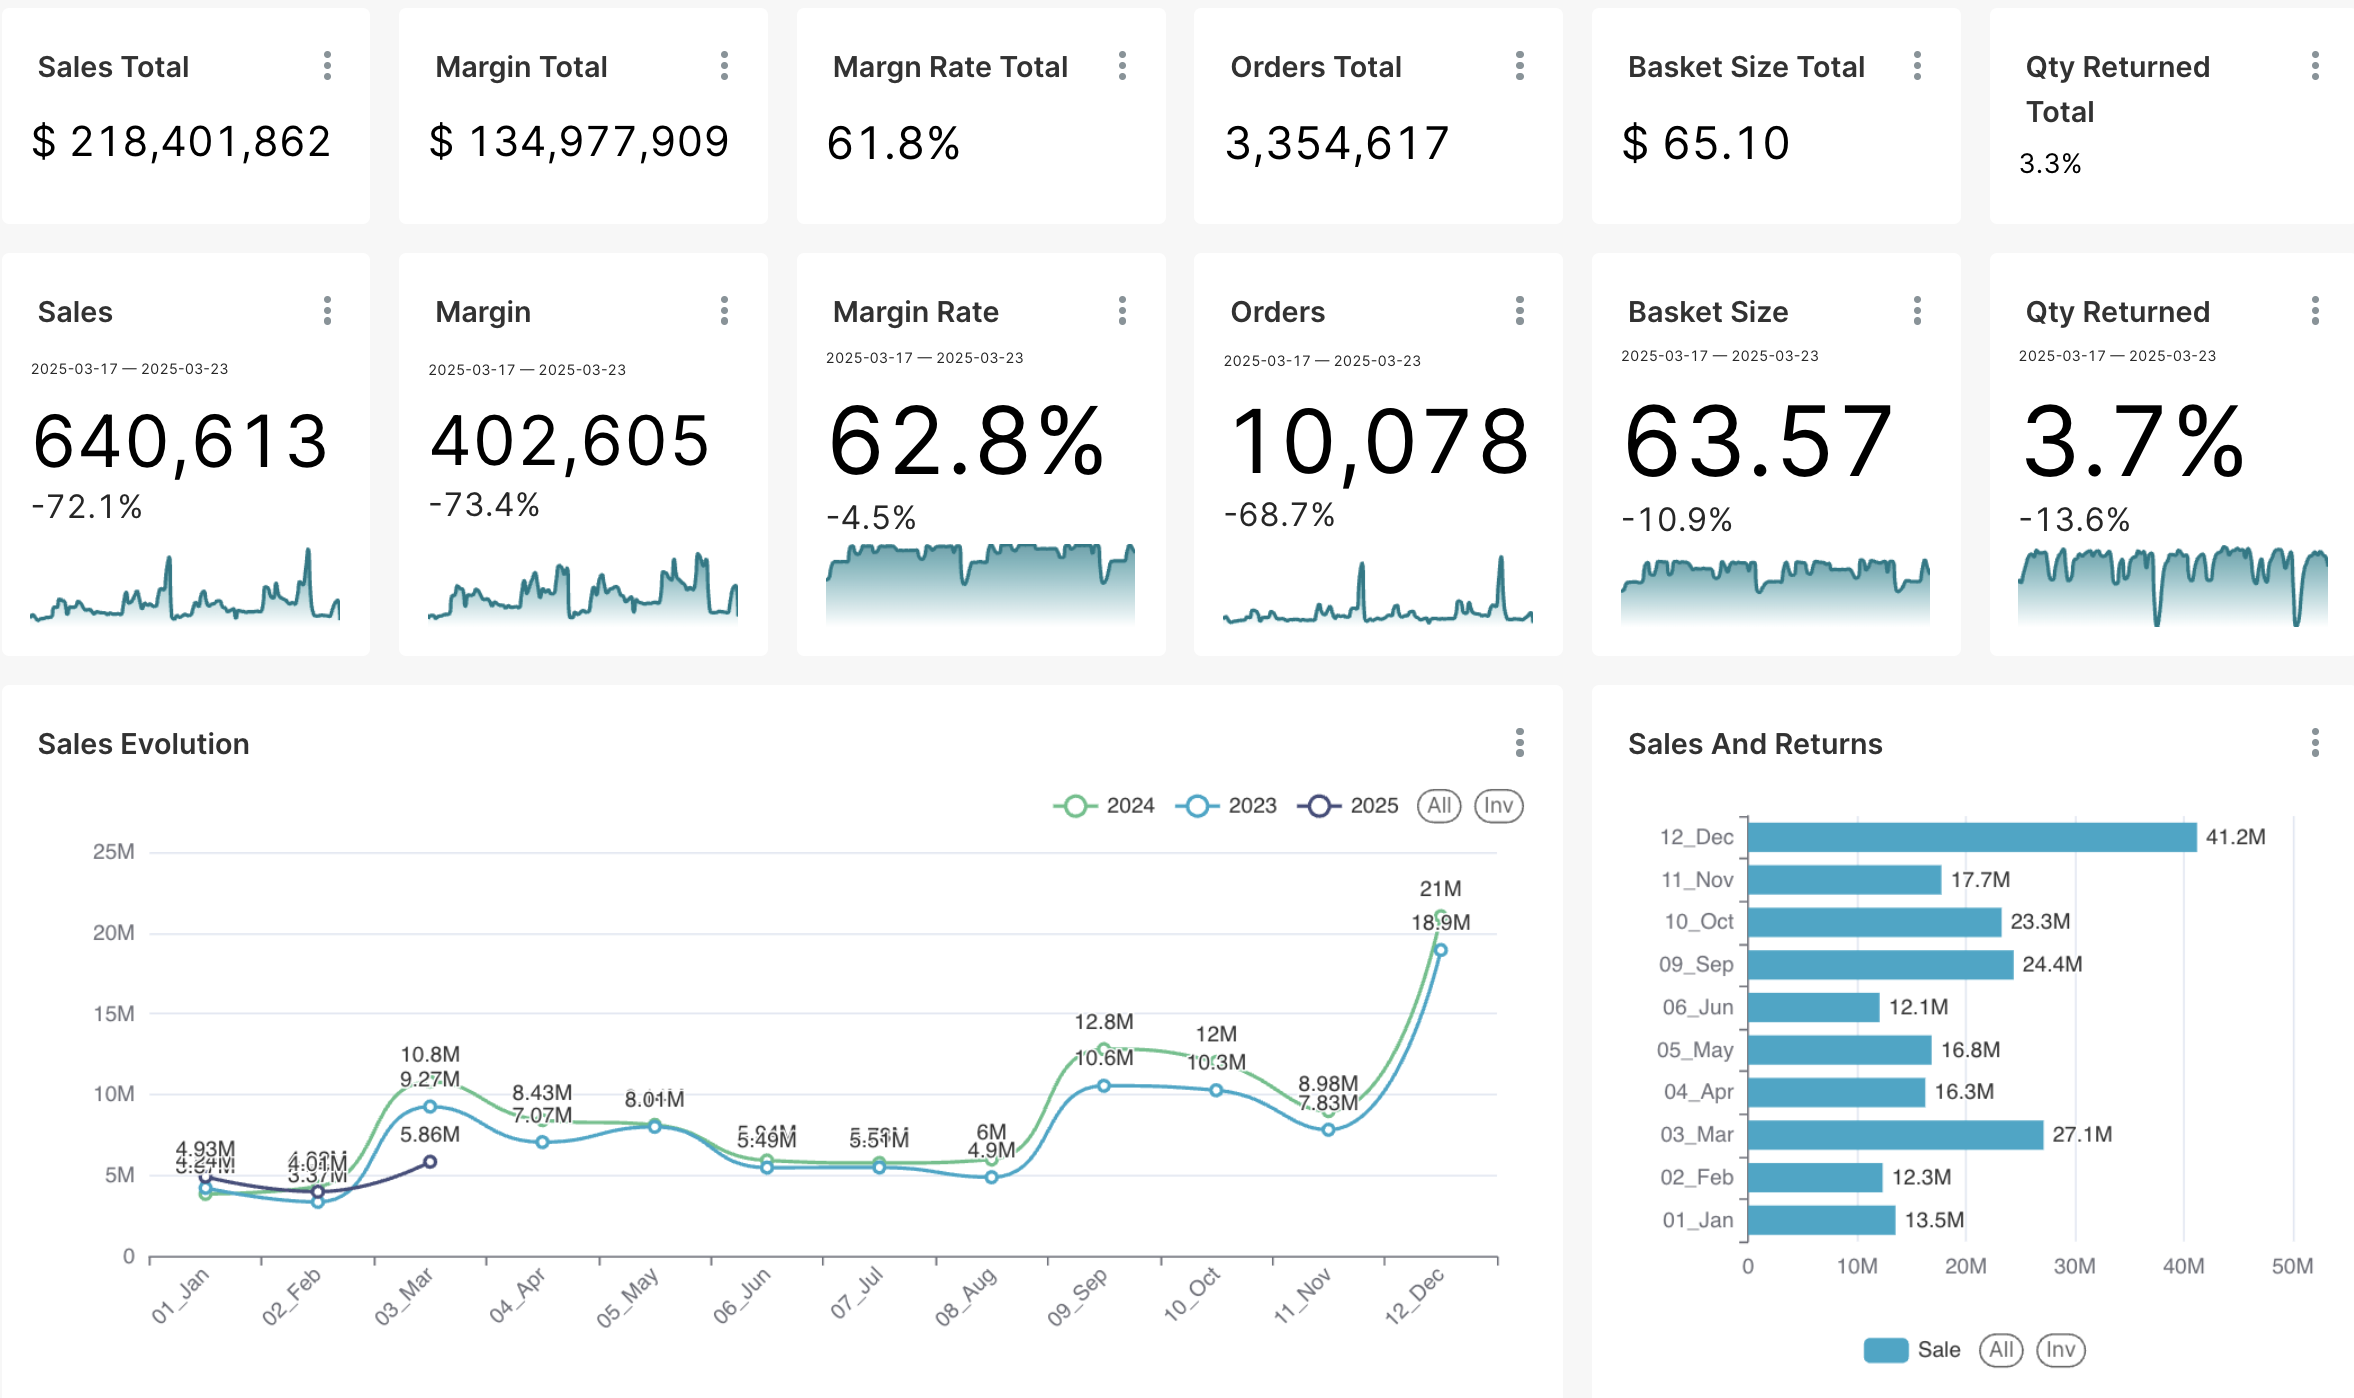 Sales Total
$ 218,401,862
Margin Total
$ 134,977,909
Margn Rate Total
61.8%
Orders Total
3,354,617
Basket Size Total
$ 65.10
Qty Returned
Total
3.3%
Sales
2025-03-17 — 2025-03-23
640,613
-72.1%
Margin
2025-03-17 — 2025-03-23
402,605
-73.4%
Margin Rate
2025-03-17 — 2025-03-23
62.8%
-4.5%
Orders
2025-03-17 — 2025-03-23
10,078
-68.7%
Basket Size
2025-03-17 — 2025-03-23
63.57
-10.9%
Qty Returned
2025-03-17 — 2025-03-23
3.7%
-13.6%
Sales Evolution
2024 2023 2025 All Inv
25M
20M
15M
10M
5M
0
4.93M
3.37M
10.8M
9.27M
5.86M
8.43M
7.07M
8.01M
5.49M
5.51M
6M
4.9M
12.8M
10.6M
12M
10.3M
8.98M
7.83M
21M
18.9M
01_Jan 02_Feb 03_Mar 04_Apr 05_May 06_Jun 07_Jul 08_Aug 09_Sep 10_Oct 11_Nov 12_Dec
Sales And Returns
12_Dec 41.2M
11_Nov 17.7M
10_Oct 23.3M
09_Sep 24.4M
06_Jun 12.1M
05_May 16.8M
04_Apr 16.3M
03_Mar 27.1M
02_Feb 12.3M
01_Jan 13.5M
0 10M 20M 30M 40M 50M
Sale All Inv